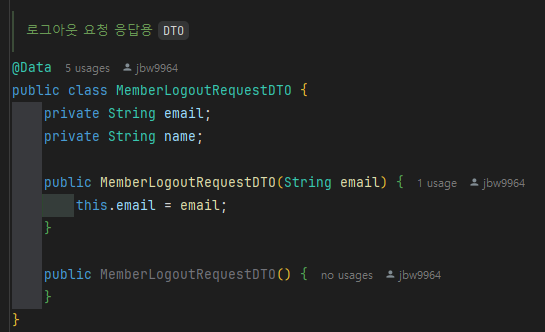 로그아웃 요청 응답용 DTO
@Data 5 usages jbw9964
public class MemberLogoutRequestDTO {
private String email;
private String name;
public MemberLogoutRequestDTO(String email) { 1 usage jbw9964
this.email = email;
}
public MemberLogoutRequestDTO() { no usages jbw9964
}
}